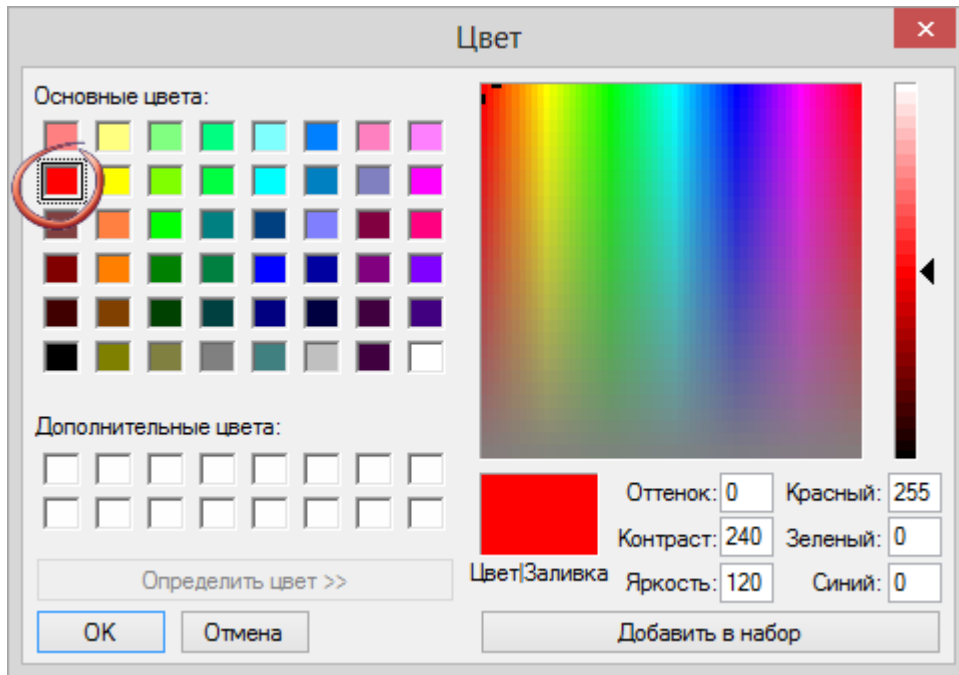 Цвет
Основные цвета:
Дополнительные цвета:
Определить цвет >>
OK
Отмена
Цвет|Заливка
Оттенок: 0
Контраст: 240
Яркость: 120
Красный: 255
Зеленый: 0
Синий: 0
Добавить в набор